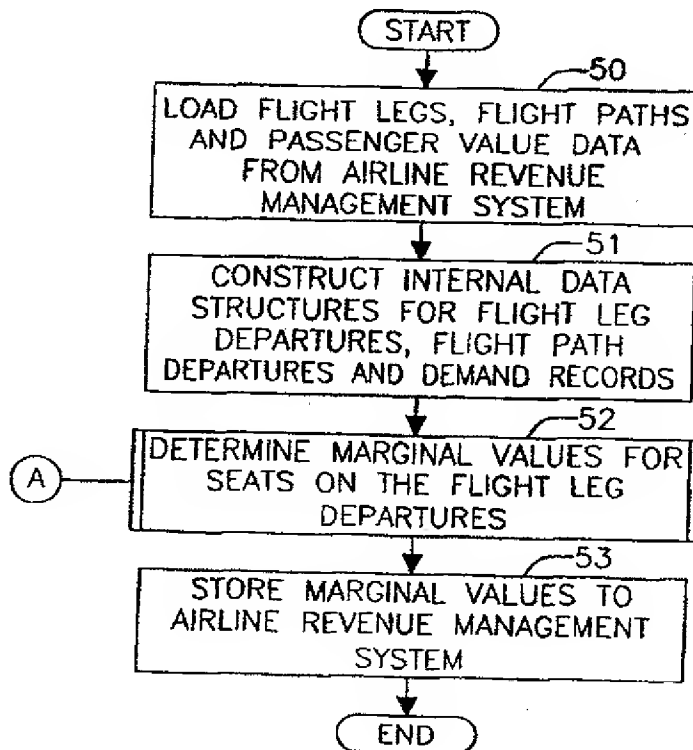 START
50
LOAD FLIGHT LEGS, FLIGHT PATHS
AND PASSENGER VALUE DATA
FROM AIRLINE REVENUE
MANAGEMENT SYSTEM
51
CONSTRUCT INTERNAL DATA
STRUCTURES FOR FLIGHT LEG
DEPARTURES, FLIGHT PATH
DEPARTURES AND DEMAND RECORDS
52
A
DETERMINE MARGINAL VALUES FOR
SEATS ON THE FLIGHT LEG
DEPARTURES
53
STORE MARGINAL VALUES TO
AIRLINE REVENUE MANAGEMENT
SYSTEM
END